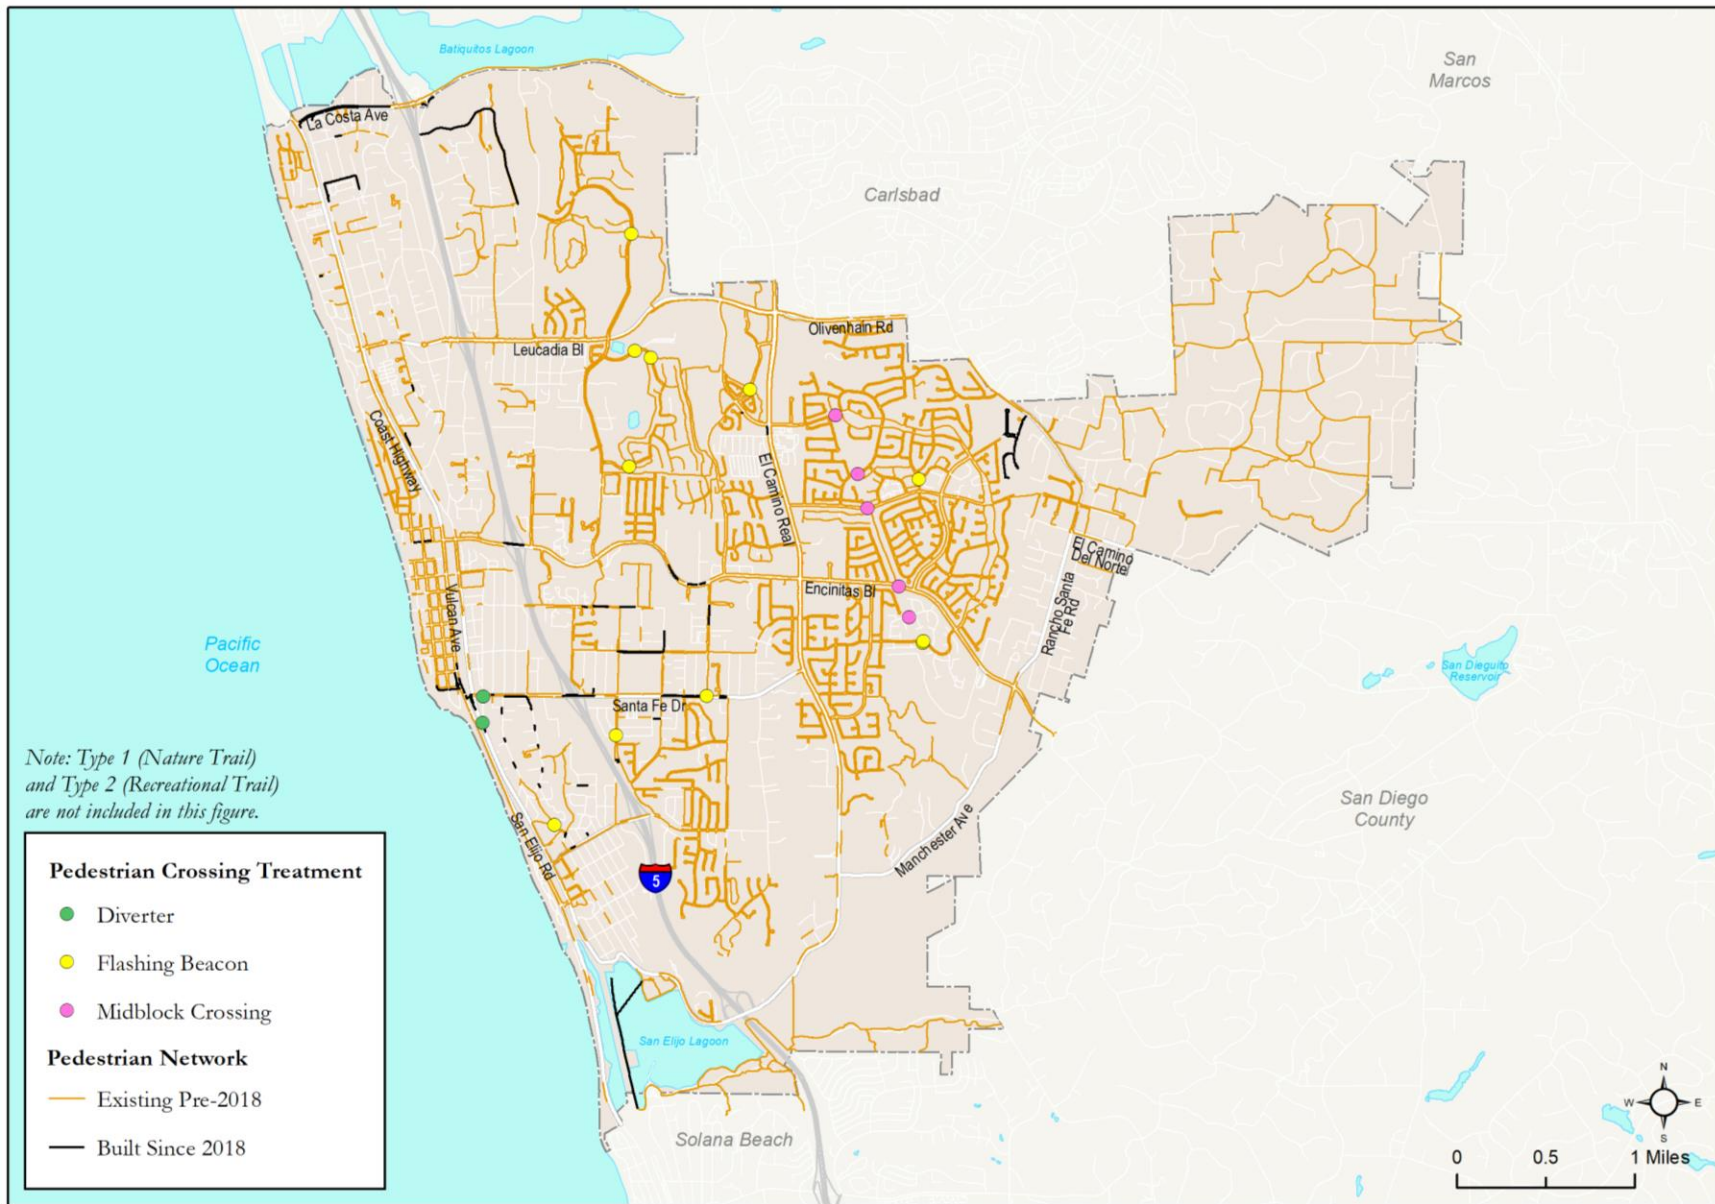 Batiquitos Lagoon
San
Marcos
La Costa Ave
Carlsbad
Olivenhain Rd
Leucadia Bl
Coast Highway
El Camino Real
El Camino
Del Norte
Encinitas Bl
Vulcan Ave
Rancho Santa
Fe Rd
Pacific
Ocean
San Dieguito
Reservoir
Santa Fe Dr
Note: Type 1 (Nature Trail)
and Type 2 (Recreational Trail)
are not included in this figure.
San Diego
County
San Elijo Rd
Manchester Ave
5
Pedestrian Crossing Treatment
Diverter
Flashing Beacon
Midblock Crossing
Pedestrian Network
Existing Pre-2018
Built Since 2018
San Elijo Lagoon
Solana Beach
N
W E
S
0 0.5 1 Miles